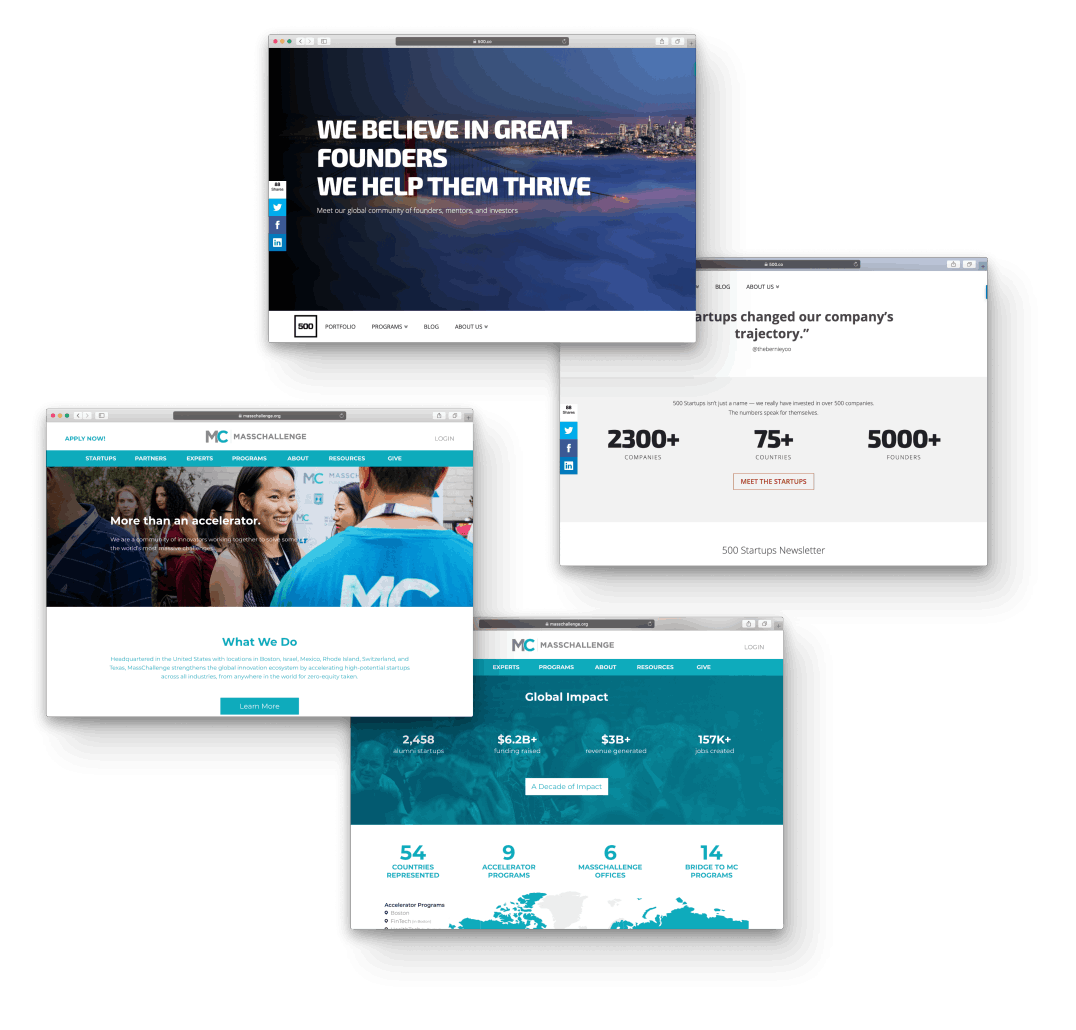 500.co
WE BELIEVE IN GREAT
FOUNDERS
WE HELP THEM THRIVE
Meet our global community of founders, mentors, and investors
88
Shares
500
PORTFOLIO
PROGRAMS
BLOG
ABOUT US
500.co
BLOG
ABOUT US
artups changed our company’s
trajectory.”
@thebernieyoo
500 Startups isn't just a name — we really have invested in over 500 companies.
The numbers speak for themselves.
88
Shares
2300+
75+
5000+
COMPANIES
COUNTRIES
FOUNDERS
MEET THE STARTUPS
500 Startups Newsletter
masschallenge.org
APPLY NOW!
MC MASSCHALLENGE
LOGIN
STARTUPS
PARTNERS
EXPERTS
PROGRAMS
ABOUT
RESOURCES
GIVE
MC MASSCH
MC
More than an accelerator.
We are a community of innovators working together to solve some of
the world's most massive challenges.
MC
What We Do
Headquartered in the United States with locations in Boston, Israel, México, Rhode Island, Switzerland, and
Texas, MassChallenge strengthens the global innovation ecosystem by accelerating high-potential startups
across all industries, from anywhere in the world for zero-equity taken.
Learn More
masschallenge.org
MC MASSCHALLENGE
LOGIN
EXPERTS
PROGRAMS
ABOUT
RESOURCES
GIVE
Global Impact
2,458
$6.2B+
$3B+
157K+
alumni startups
funding raised
revenue generated
jobs created
A Decade of Impact
54
9
6
14
COUNTRIES
REPRESENTED
ACCELERATOR
PROGRAMS
MASSCHALLENGE
OFFICES
BRIDGE TO MC
PROGRAMS
Accelerator Programs
Boston
FinTech in Boston